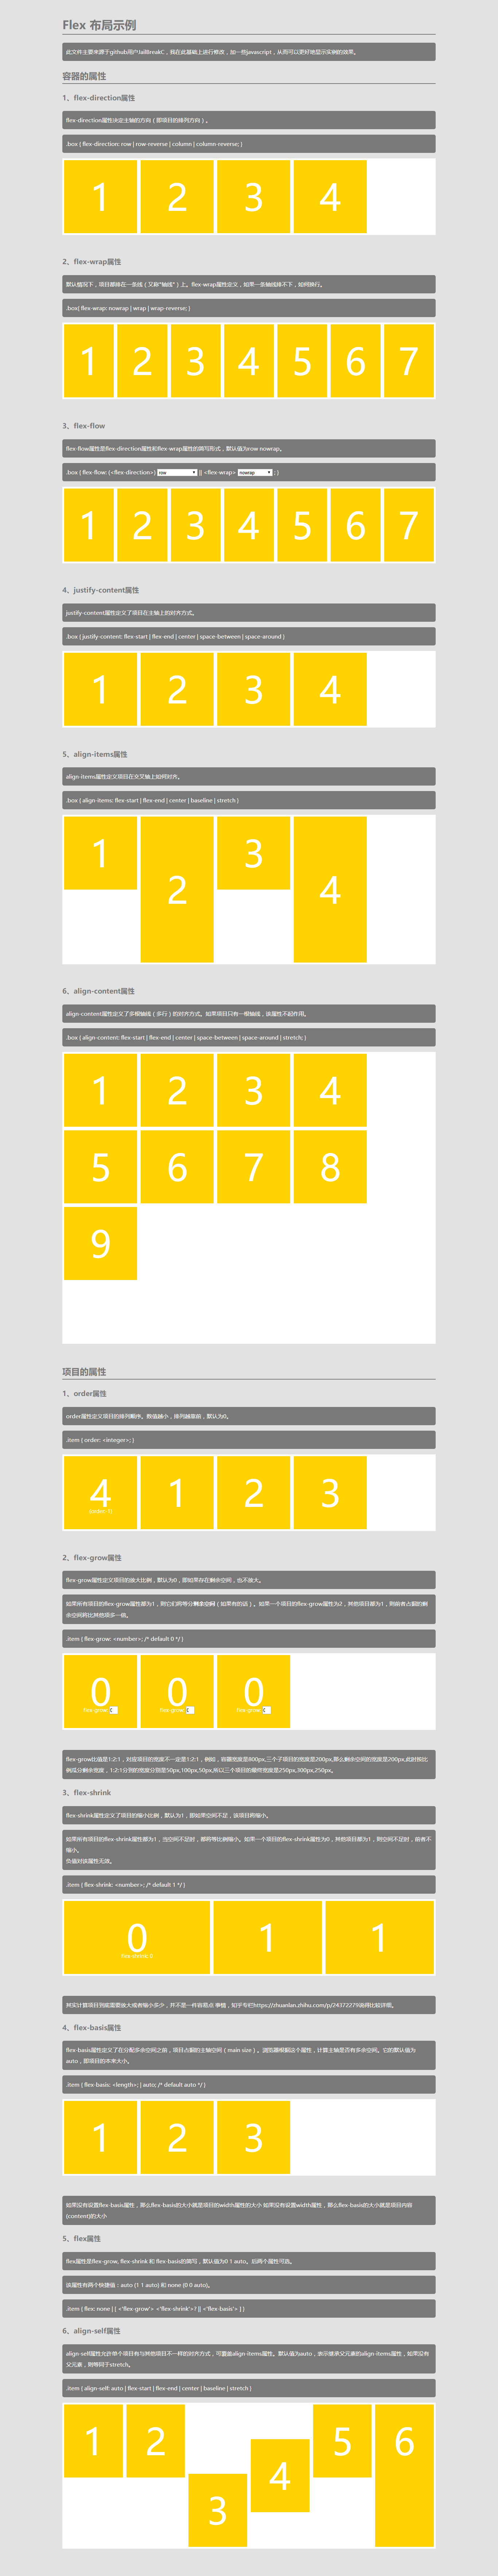 Flex 布局示例
此文件主要来源于github用户JailBreakC，我在此基础上进行修改，加一些javascript，从而可以更好地显示实例的效果。
容器的属性
1、flex-direction属性
flex-direction属性决定主轴的方向（即项目的排列方向）。
.box { flex-direction: row | row-reverse | column | column-reverse; }
1 2 3 4
2、flex-wrap属性
默认情况下，项目都排在一条线（又称"轴线"）上。flex-wrap属性定义，如果一条轴线排不下，如何换行。
.box{ flex-wrap: nowrap | wrap | wrap-reverse; }
1 2 3 4 5 6 7
3、flex-flow
flex-flow属性是flex-direction属性和flex-wrap属性的简写形式，默认值为row nowrap。
.box { flex-flow: (<flex-direction>) row || <flex-wrap> nowrap ; }
1 2 3 4 5 6 7
4、justify-content属性
justify-content属性定义了项目在主轴上的对齐方式。
.box { justify-content: flex-start | flex-end | center | space-between | space-around }
1 2 3 4
5、align-items属性
align-items属性定义项目在交叉轴上如何对齐。
.box { align-items: flex-start | flex-end | center | baseline | stretch }
1 2 3 4
6、align-content属性
align-content属性定义了多根轴线（多行）的对齐方式。如果项目只有一根轴线，该属性不起作用。
.box { align-content: flex-start | flex-end | center | space-between | space-around | stretch; }
1 2 3 4
5 6 7 8
9
项目的属性
1、order属性
order属性定义项目的排列顺序。数值越小，排列越靠前，默认为0。
.item { order: <integer>; }
4 1 2 3
(order:-1)
2、flex-grow属性
flex-grow属性定义项目的放大比例，默认为0，即如果存在剩余空间，也不放大。
如果所有项目的flex-grow属性都为1，则它们将等分剩余空间（如果有的话）。如果一个项目的flex-grow属性为2，其他项目都为1，则前者占据的剩
余空间将比其他项多一倍。
.item { flex-grow: <number>; /* default 0 */ }
0 0 0
flex-grow: flex-grow: flex-grow:
flex-grow比值是1:2:1，对应项目的宽度不一定是1:2:1，例如，容器宽度是800px,三个子项目的宽度是200px,那么剩余空间的宽度是200px,此时按比
例瓜分剩余宽度，1:2:1分别的宽度分别是50px,100px,50px,所以三个项目的最终宽度是250px,300px,250px。
3、flex-shrink
flex-shrink属性定义了项目的缩小比例，默认为1，即如果空间不足，该项目将缩小。
如果所有项目的flex-shrink属性都为1，当空间不足时，都将等比例缩小。如果一个项目的flex-shrink属性为0，其他项目都为1，则空间不足时，前者不
缩小。
负值对该属性无效。
.item { flex-shrink: <number>; /* default 1 */ }
0 1 1
flex-shrink: 0
其实计算项目到底需要放大或者缩小多少，并不是一件容易点 事情，知乎专栏https://zhuanlan.zhihu.com/p/24372279讲得比较详细。
4、flex-basis属性
flex-basis属性定义了在分配多余空间之前，项目占据的主轴空间（main size）。浏览器根据这个属性，计算主轴是否有多余空间。它的默认值为
auto，即项目的本来大小。
.item { flex-basis: <length>; | auto; /* default auto */ }
1 2 3
如果没有设置flex-basis属性，那么flex-basis的大小就是项目的width属性的大小 如果没有设置width属性，那么flex-basis的大小就是项目内容
(content)的大小
5、flex属性
flex属性是flex-grow, flex-shrink 和 flex-basis的简写，默认值为0 1 auto。后两个属性可选。
该属性有两个快捷值：auto (1 1 auto) 和 none (0 0 auto)。
.item { flex: none | [ <'flex-grow'> <'flex-shrink'>? || <'flex-basis'> ] }
6、align-self属性
align-self属性允许单个项目有与其他项目不一样的对齐方式，可覆盖align-items属性。默认值为auto，表示继承父元素的align-items属性，如果没有
父元素，则等同于stretch。
.item { align-self: auto | flex-start | flex-end | center | baseline | stretch }
1 2 3 4 5 6